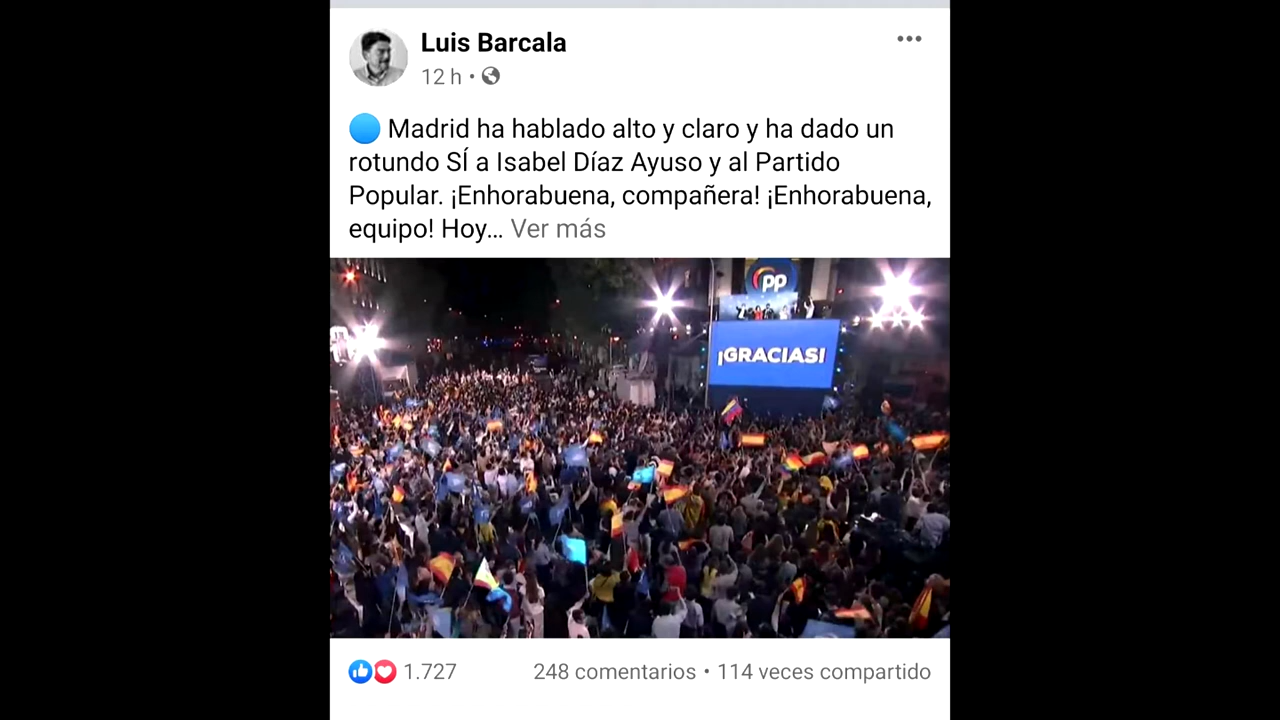 Luis Barcala
12 h •
Madrid ha hablado alto y claro y ha dado un
rotundo SÍ a Isabel Díaz Ayuso y al Partido
Popular. ¡Enhorabuena, compañera! ¡Enhorabuena,
equipo! Hoy... Ver más
pp
¡GRACIAS!
1.727
248 comentarios • 114 veces compartido